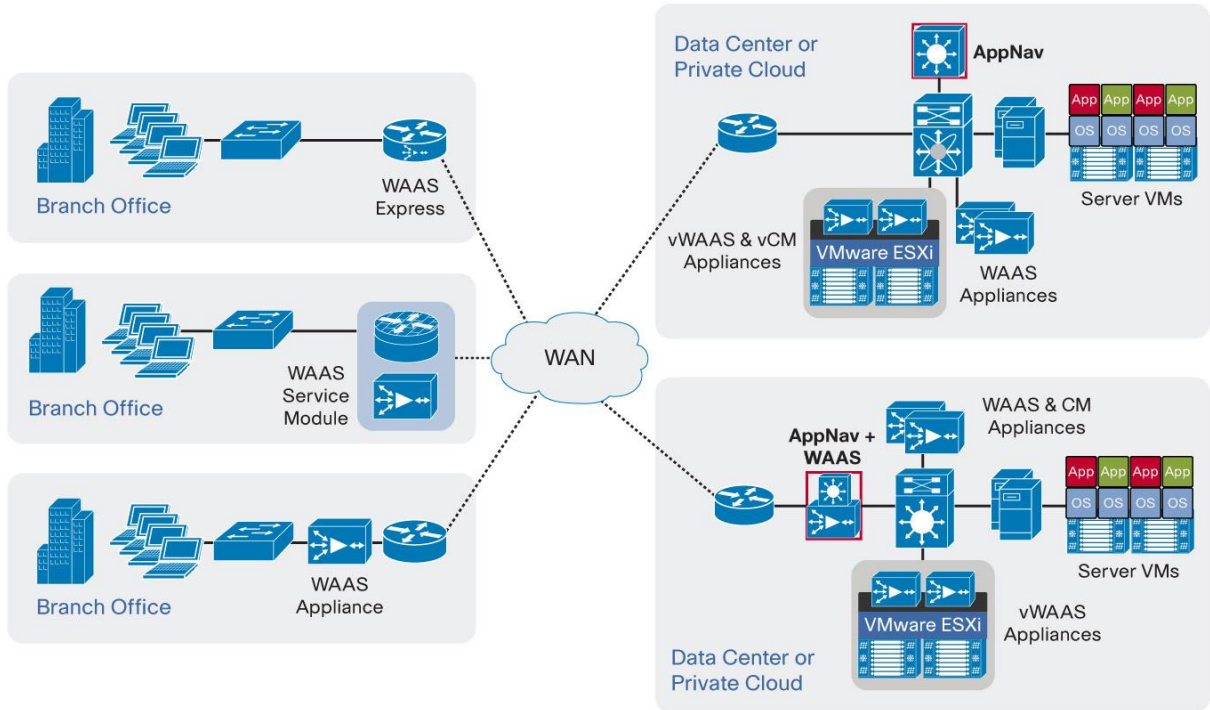 Branch Office
WAAS
Express
Branch Office
WAAS
Service
Module
Branch Office
WAAS
Appliance
WAN
Data Center or
Private Cloud
AppNav
App App App App
OS OS OS OS
Server VMs
vWAAS & vCM
Appliances
VMware ESXi
WAAS
Appliances
WAAS & CM
Appliances
AppNav +
WAAS
App App App App
OS OS OS OS
Server VMs
VMware ESXi
vWAAS
Appliances
Data Center or
Private Cloud